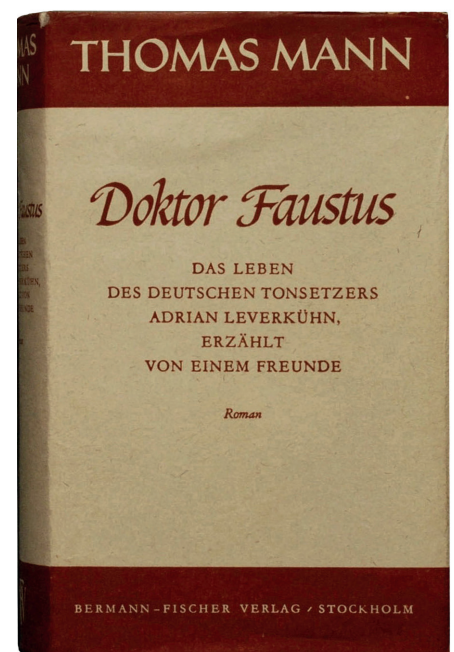 THOMAS MANN
Doktor Faustus
DAS LEBEN
DES DEUTSCHEN TONSETZERS
ADRIAN LEVERKÜHN,
ERZÄHLT
VON EINEM FREUNDE
Roman
BERMANN-FISCHER VERLAG / STOCKHOLM